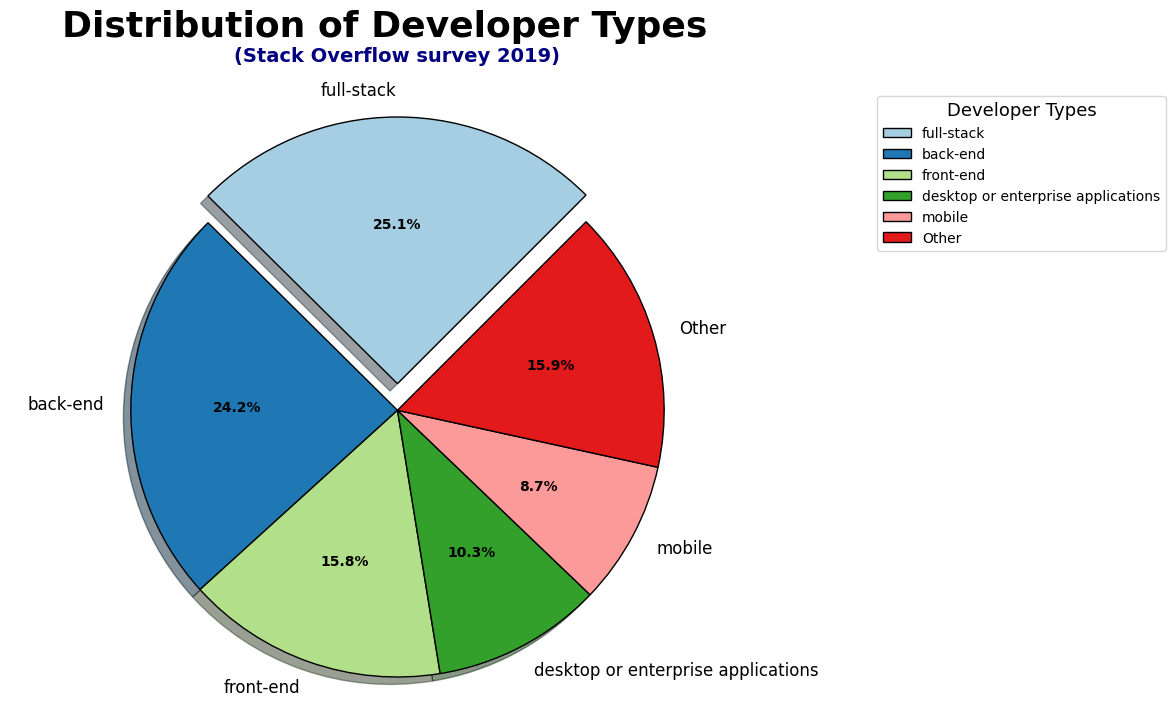 Distribution of Developer Types
(Stack Overflow survey 2019)
full-stack
25.1%
back-end
24.2%
front-end
15.8%
desktop or enterprise applications
10.3%
mobile
8.7%
Other
15.9%
Developer Types
full-stack
back-end
front-end
desktop or enterprise applications
mobile
Other